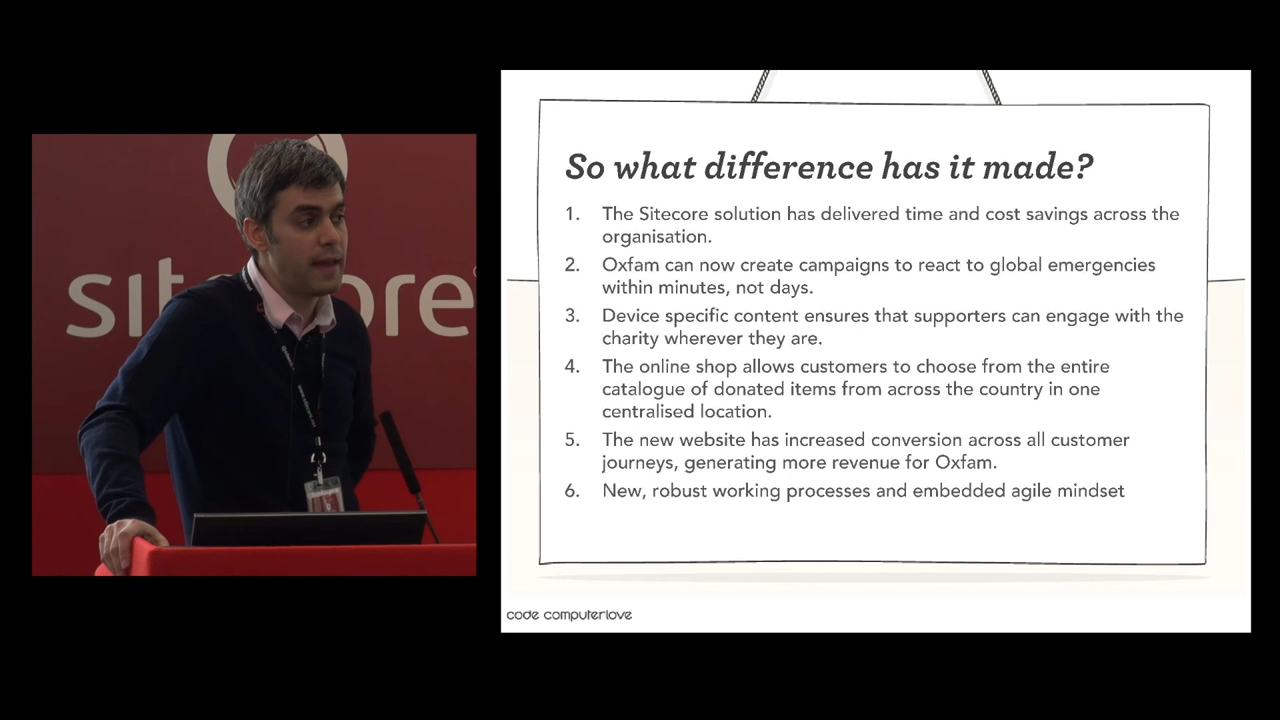 sitecore
So what difference has it made?
1. The Sitecore solution has delivered time and cost savings across the
organisation.
2. Oxfam can now create campaigns to react to global emergencies
within minutes, not days.
3. Device specific content ensures that supporters can engage with the
charity wherever they are.
4. The online shop allows customers to choose from the entire
catalogue of donated items from across the country in one
centralised location.
5. The new website has increased conversion across all customer
journeys, generating more revenue for Oxfam.
6. New, robust working processes and embedded agile mindset
code computerlove